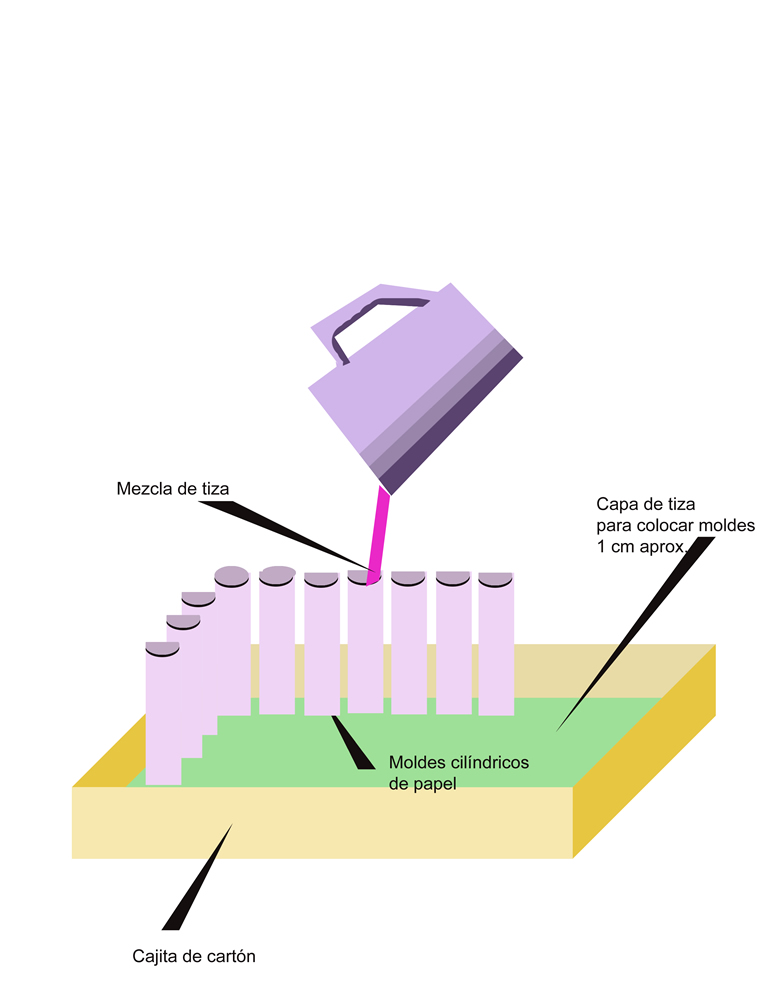 Mezcla de tiza
Capa de tiza
para colocar moldes
1 cm aprox.
Moldes cilíndricos
de papel
Cajita de cartón